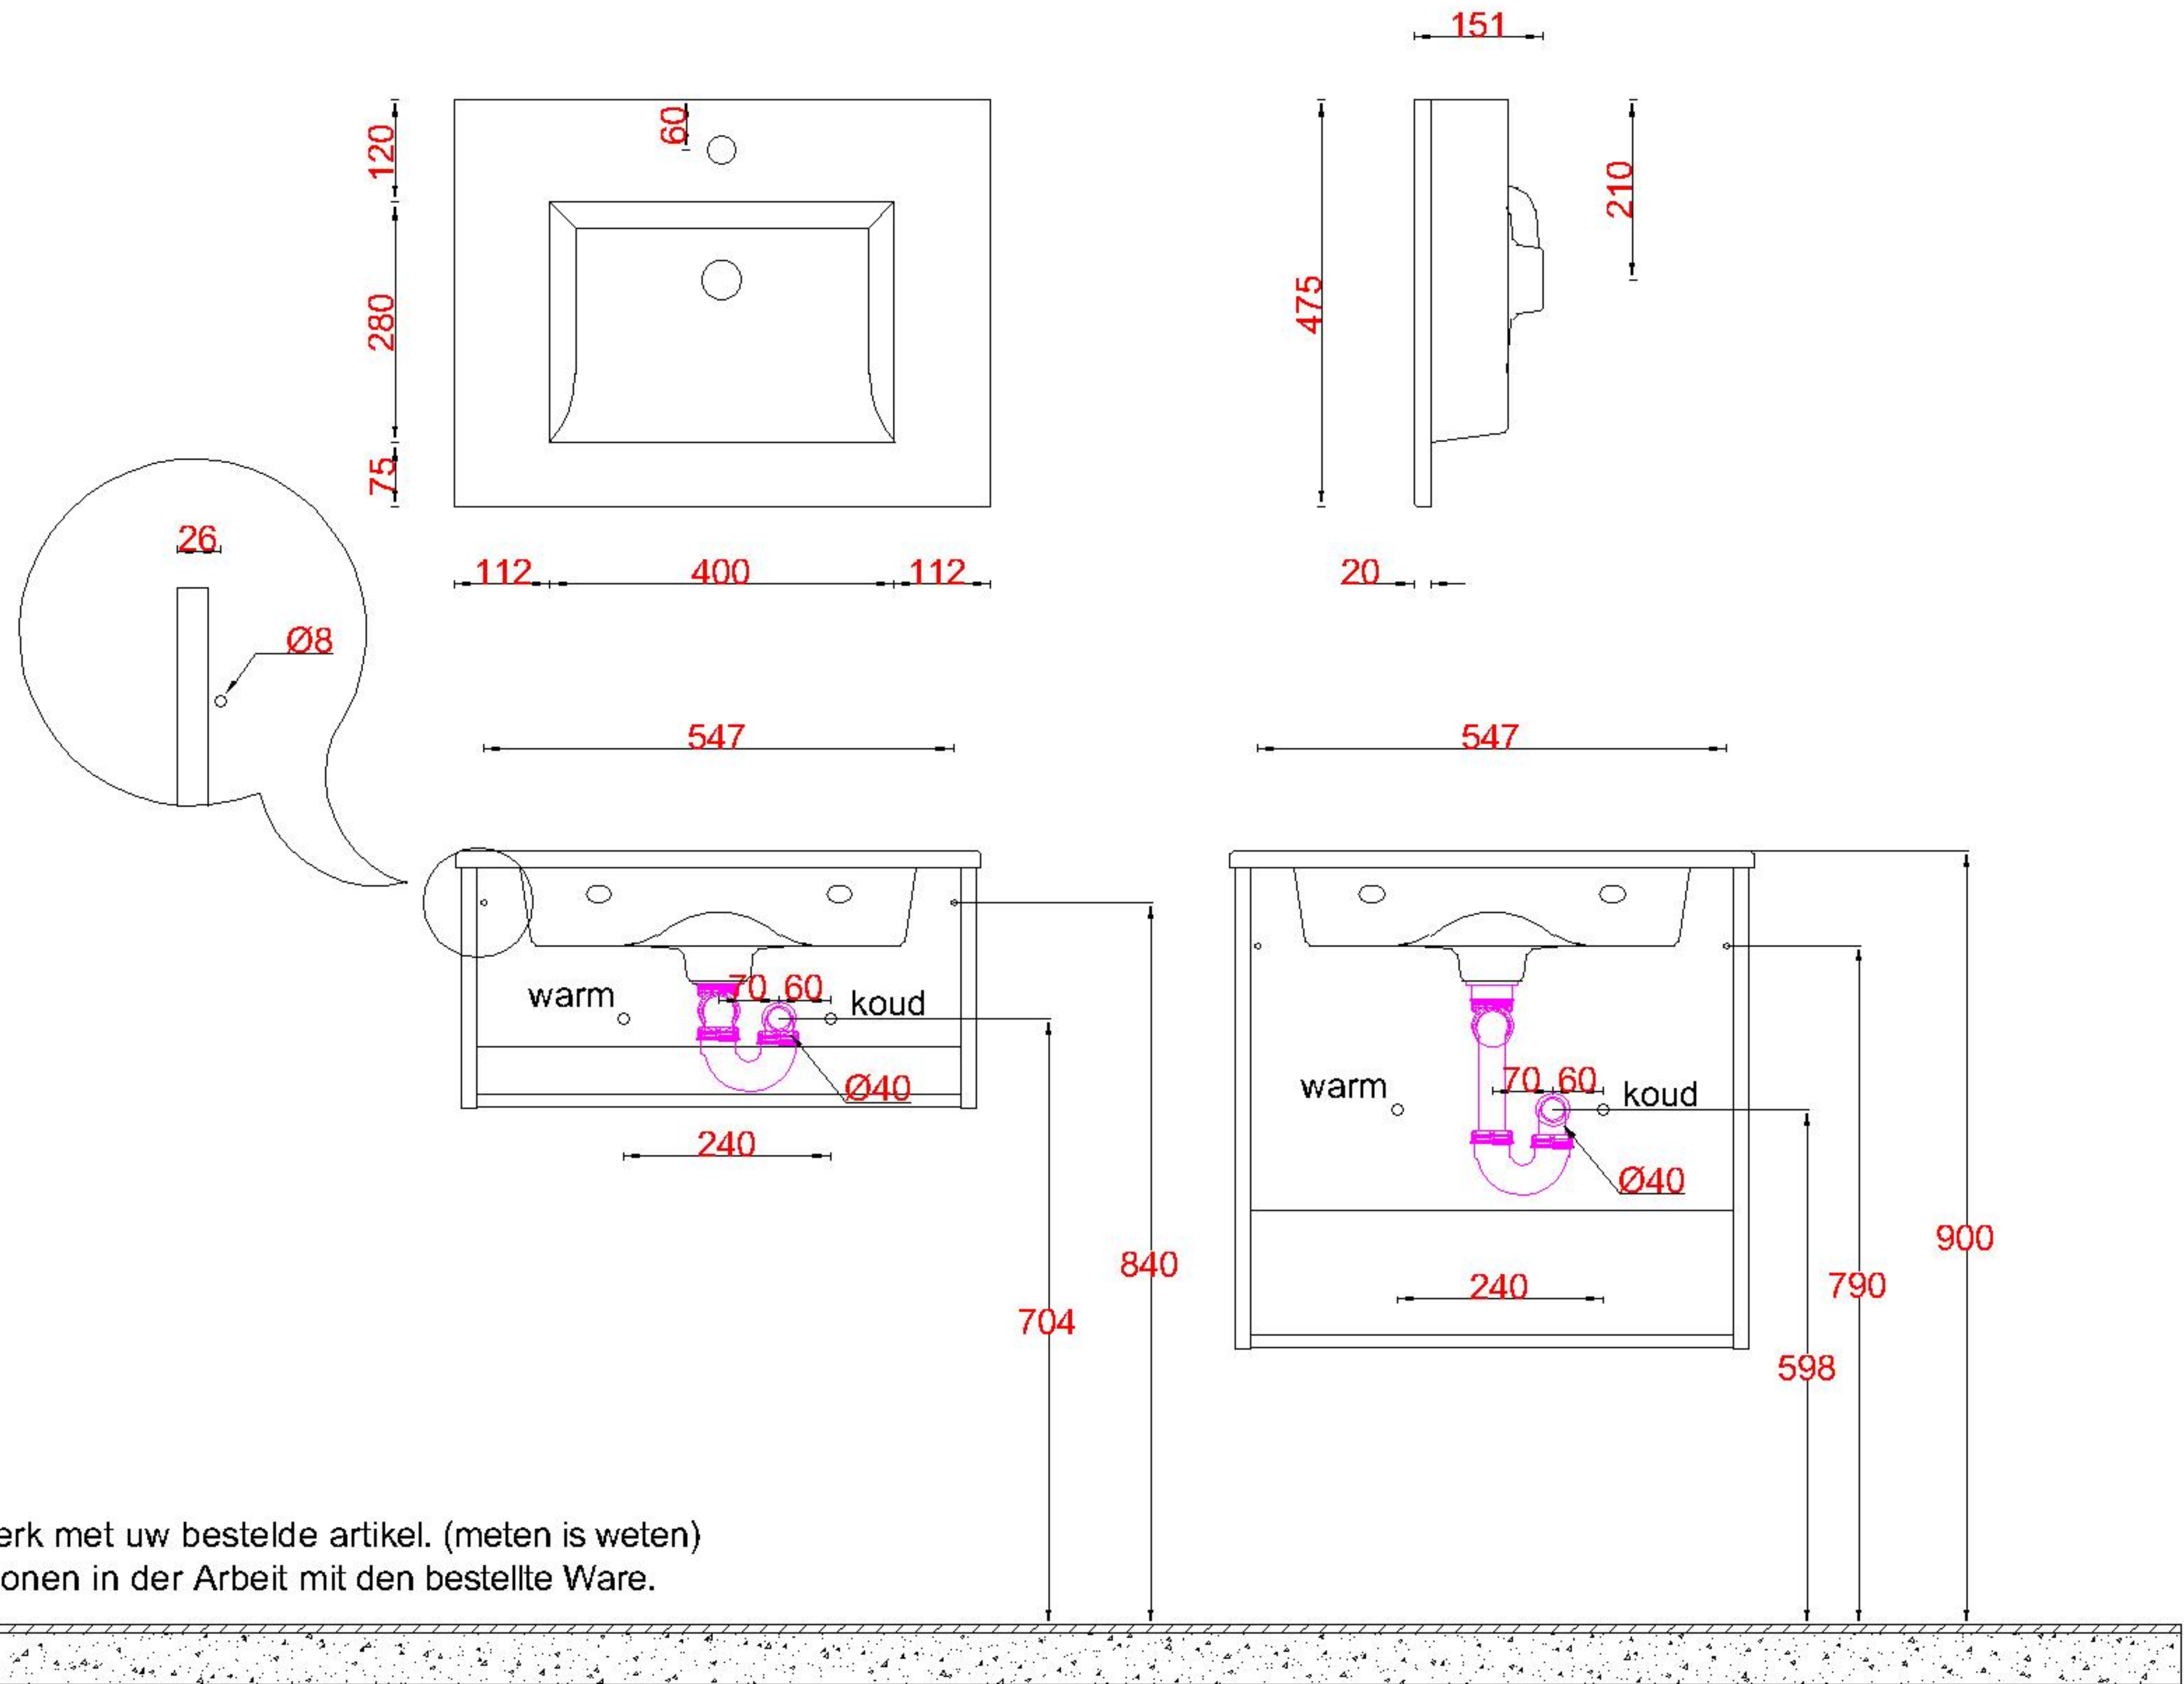 151
60
120
280
75
475
210
26
Ø8
112 400 112
20
547
547
warm
70 60
koud
Ø40
240
warm
70 60
koud
Ø40
240
704
840
598
790
900
met uw bestelde artikel. (meten is weten)
in der Arbeit mit den bestellte Ware.